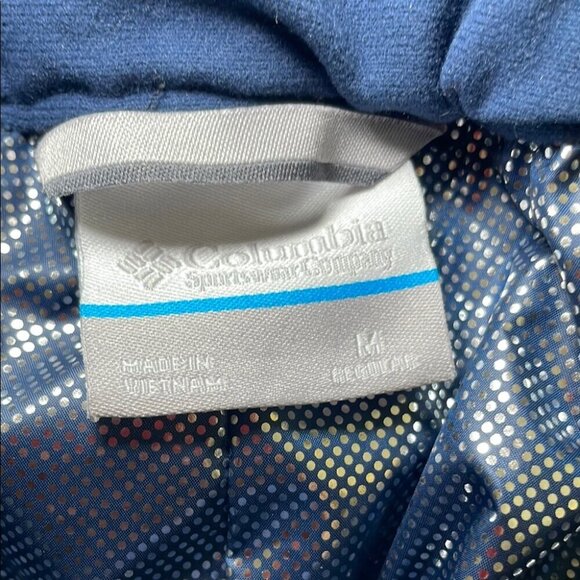 Columbia
Sportswear Company
MADE IN
VIETNAM
M
REGULAR